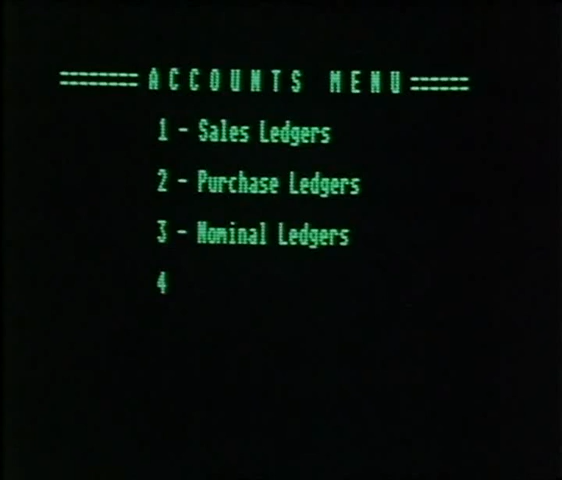 ======== A C C O U N T S  M E N U ======
1 - Sales Ledgers
2 - Purchase Ledgers
3 - Nominal Ledgers
4